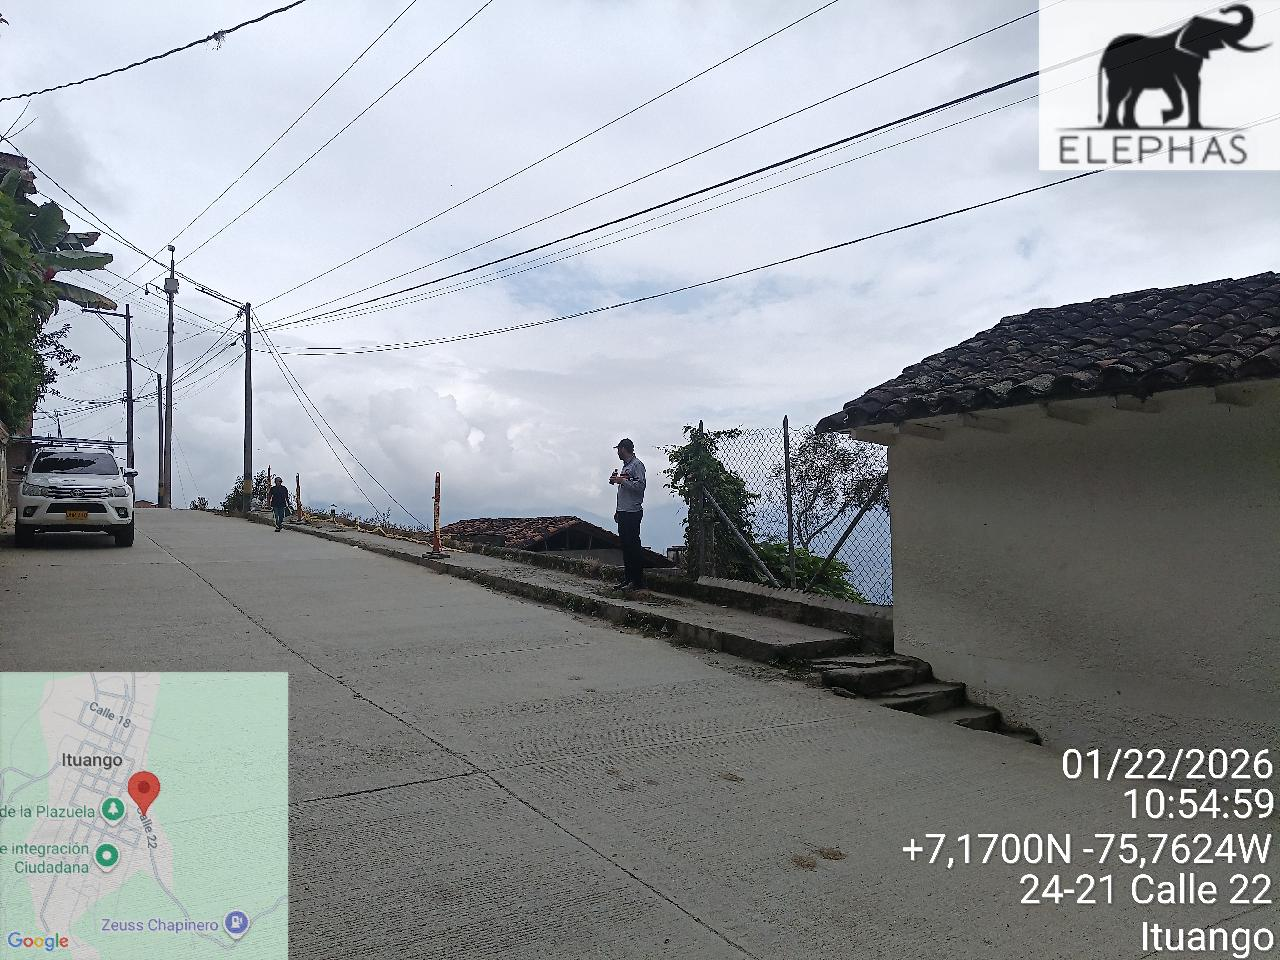 ELEPHAS
Calle 18
Ituango
de la Plazuela
Calle 22
e integración
Ciudadana
Zeuss Chapinero
Google
01/22/2026
10:54:59
+7,1700N -75,7624W
24-21 Calle 22
Ituango